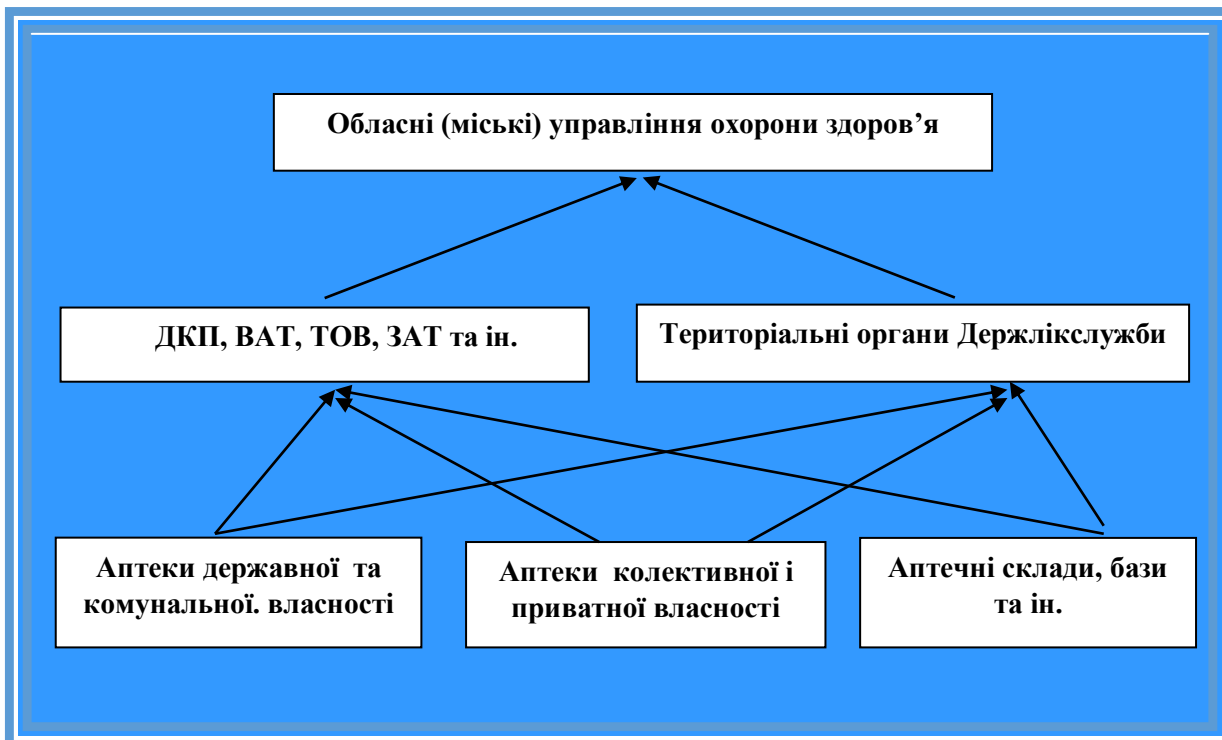 Обласні (міські) управління охорони здоров’я
ДКП, ВАТ, ТОВ, ЗАТ та ін.
Територіальні органи Держлікслужби
Аптеки державної та
комунальної. власності
Аптеки колективної і
приватної власності
Аптечні склади, бази
та ін.